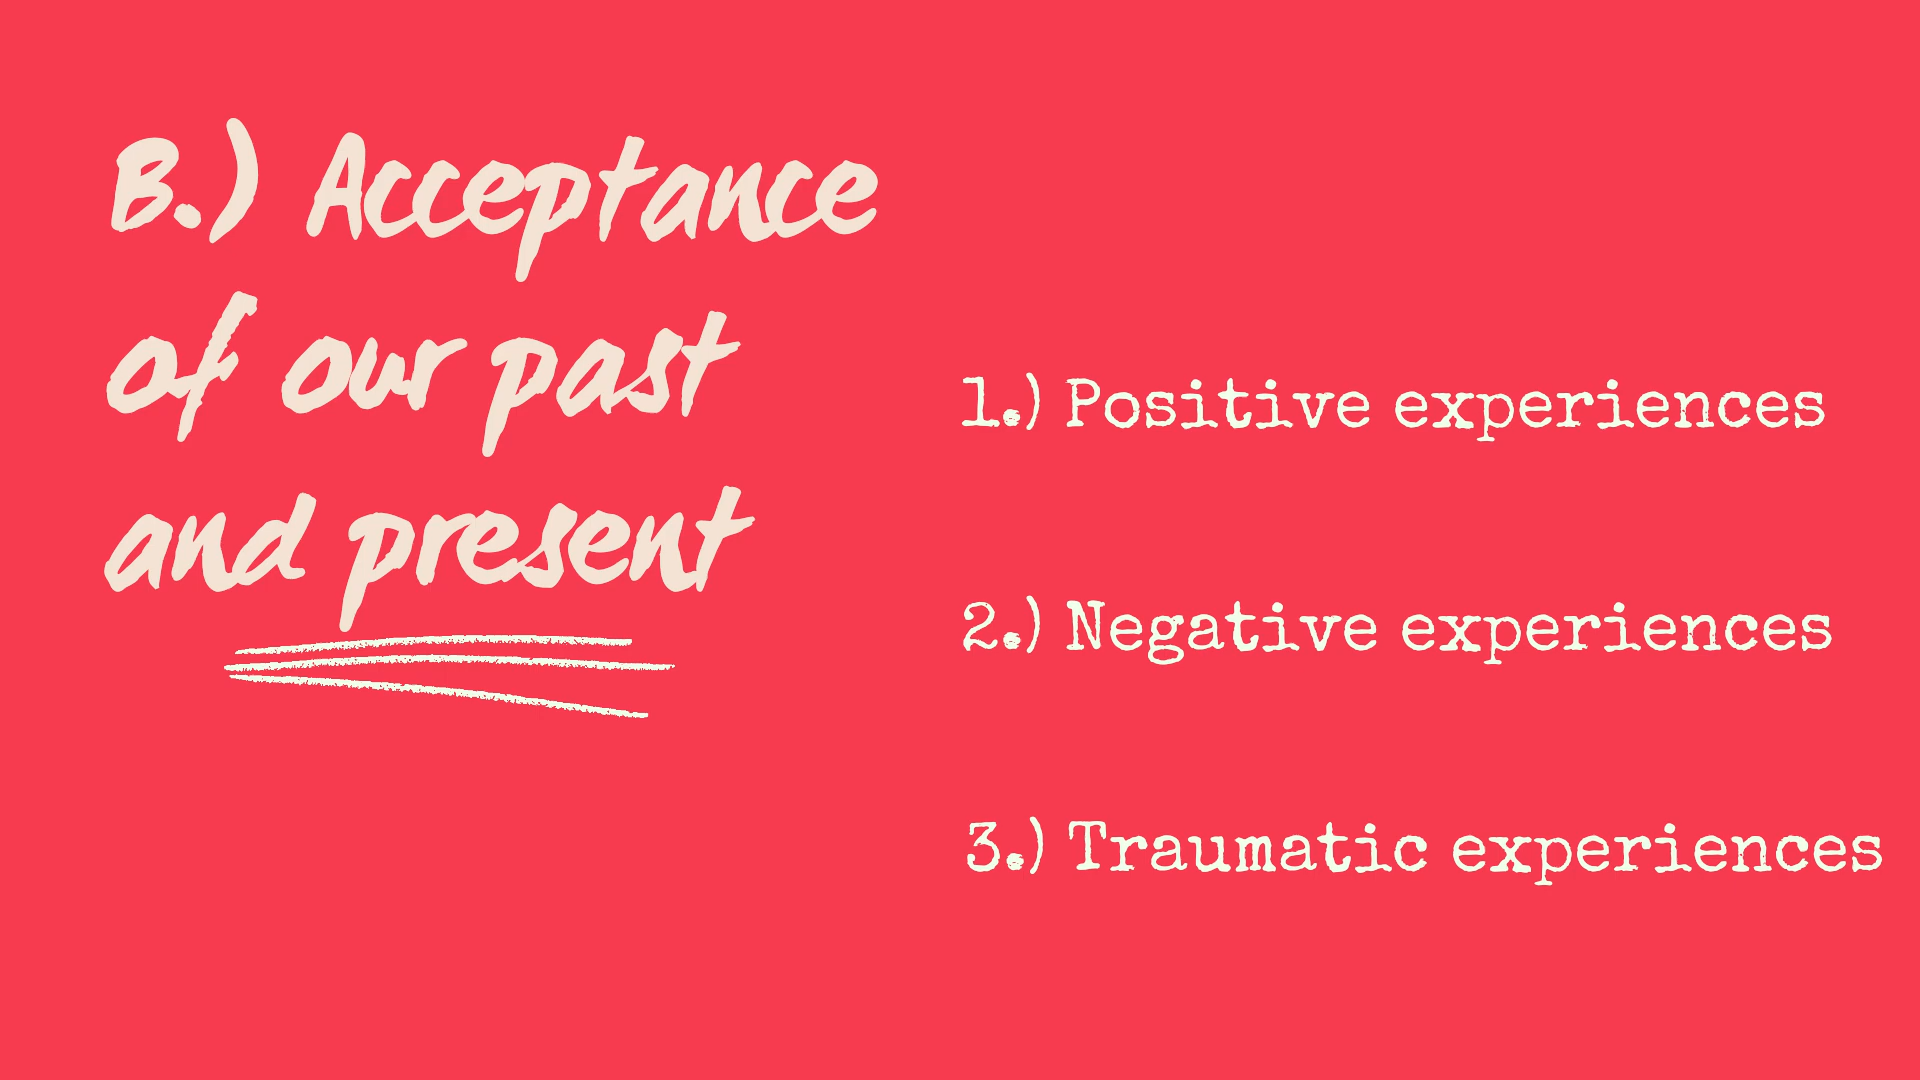 B.) Acceptance
of our past
and present
1.) Positive experiences
2.) Negative experiences
3.) Traumatic experiences